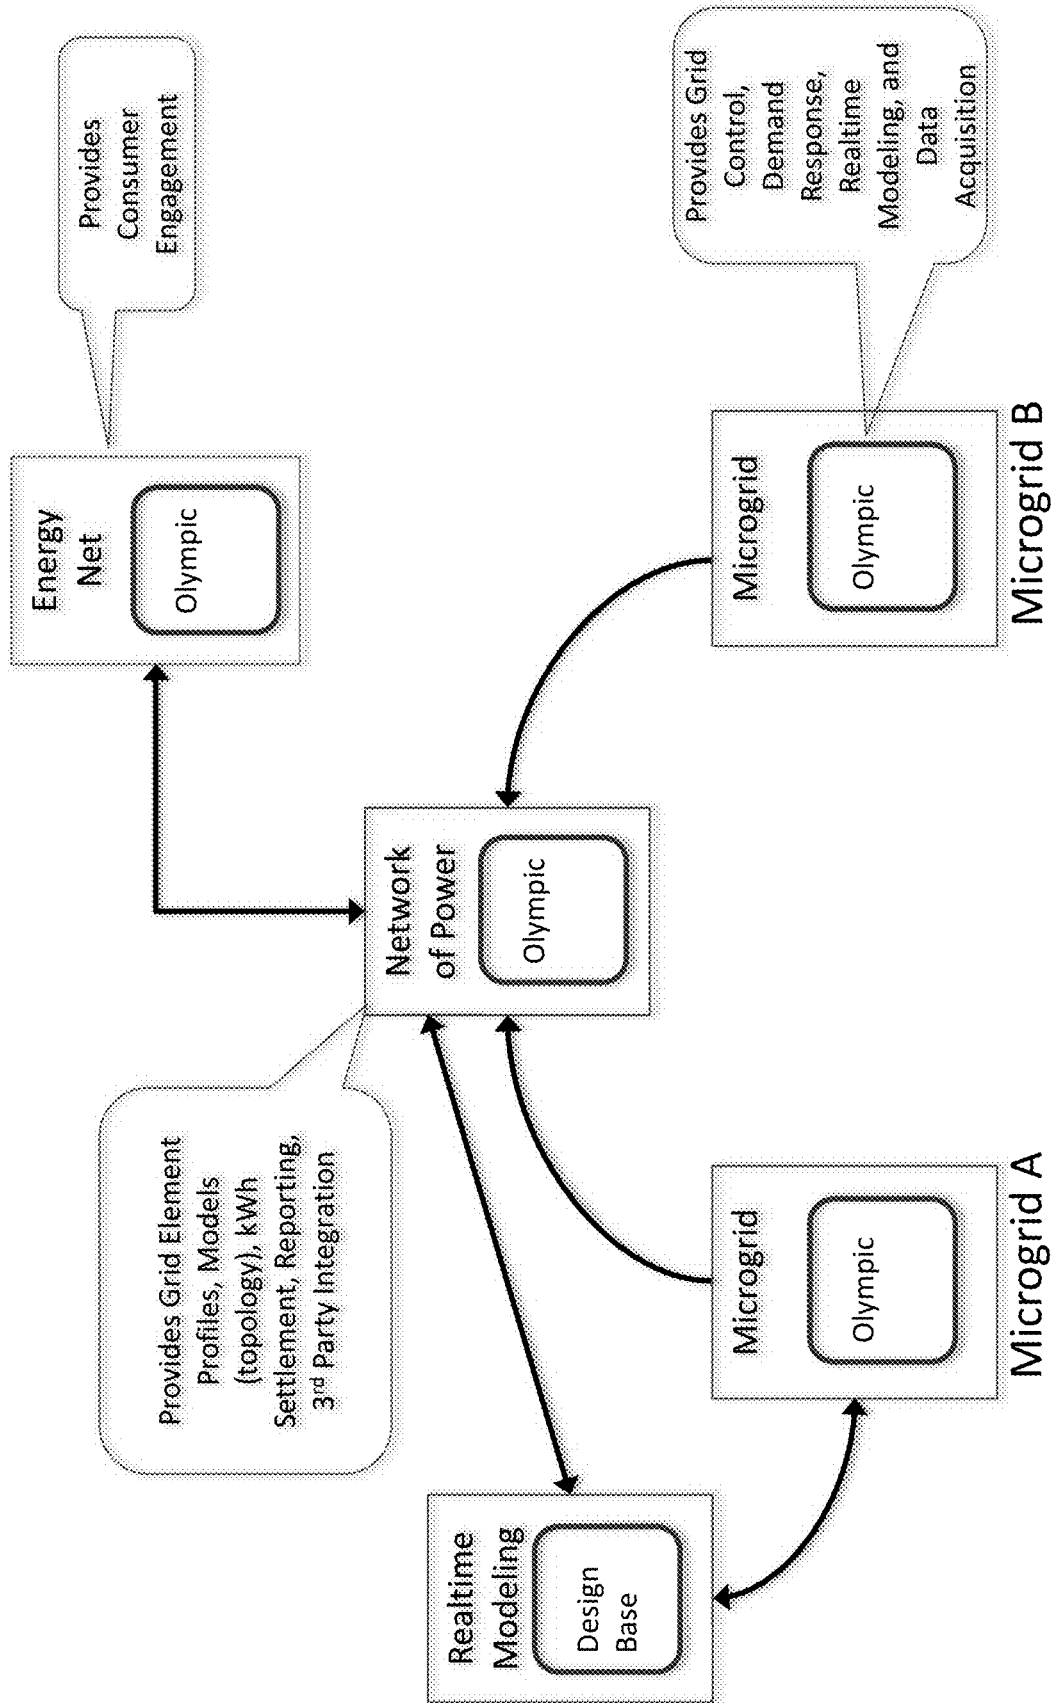 Energy
Net
Olympic
Provides
Consumer
Engagement
Provides Grid Element
Profiles, Models
(topology), kWh
Settlement, Reporting,
3rd Party Integration
Network
of Power
Olympic
Realtime
Modeling
Design
Base
Microgrid
Olympic
Microgrid A
Microgrid
Olympic
Microgrid B
Provides Grid
Control,
Demand
Response,
Realtime
Modeling, and
Data
Acquisition